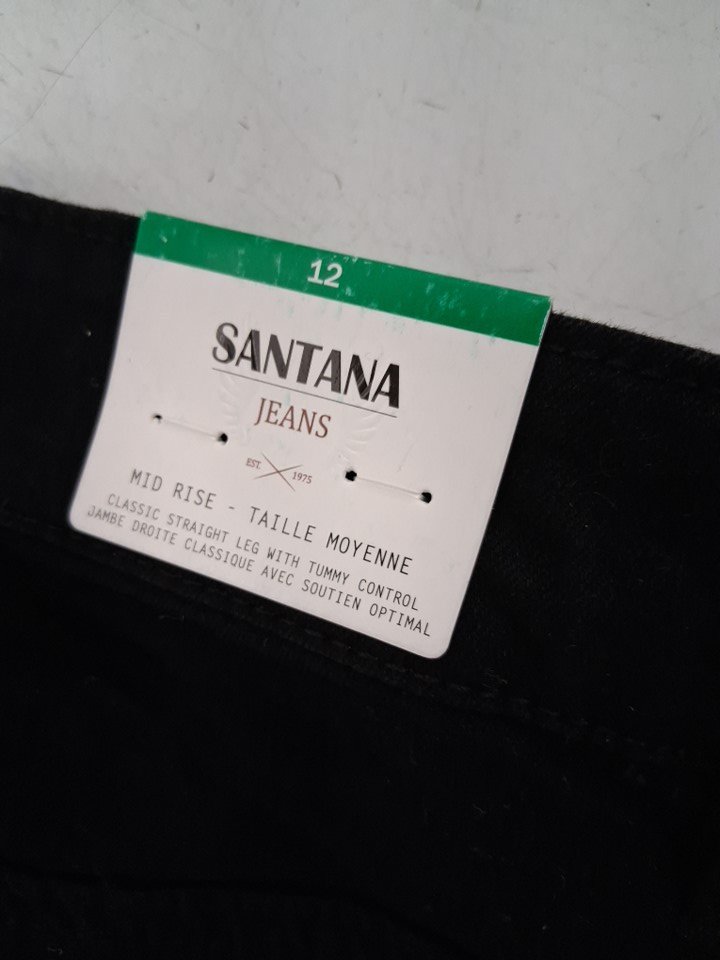 12
SANTANA
JEANS
EST. 1975
MID RISE - TAILLE MOYENNE
CLASSIC STRAIGHT LEG WITH TUMMY CONTROL
JAMBE DROITE CLASSIQUE AVEC SOUTIEN OPTIMAL